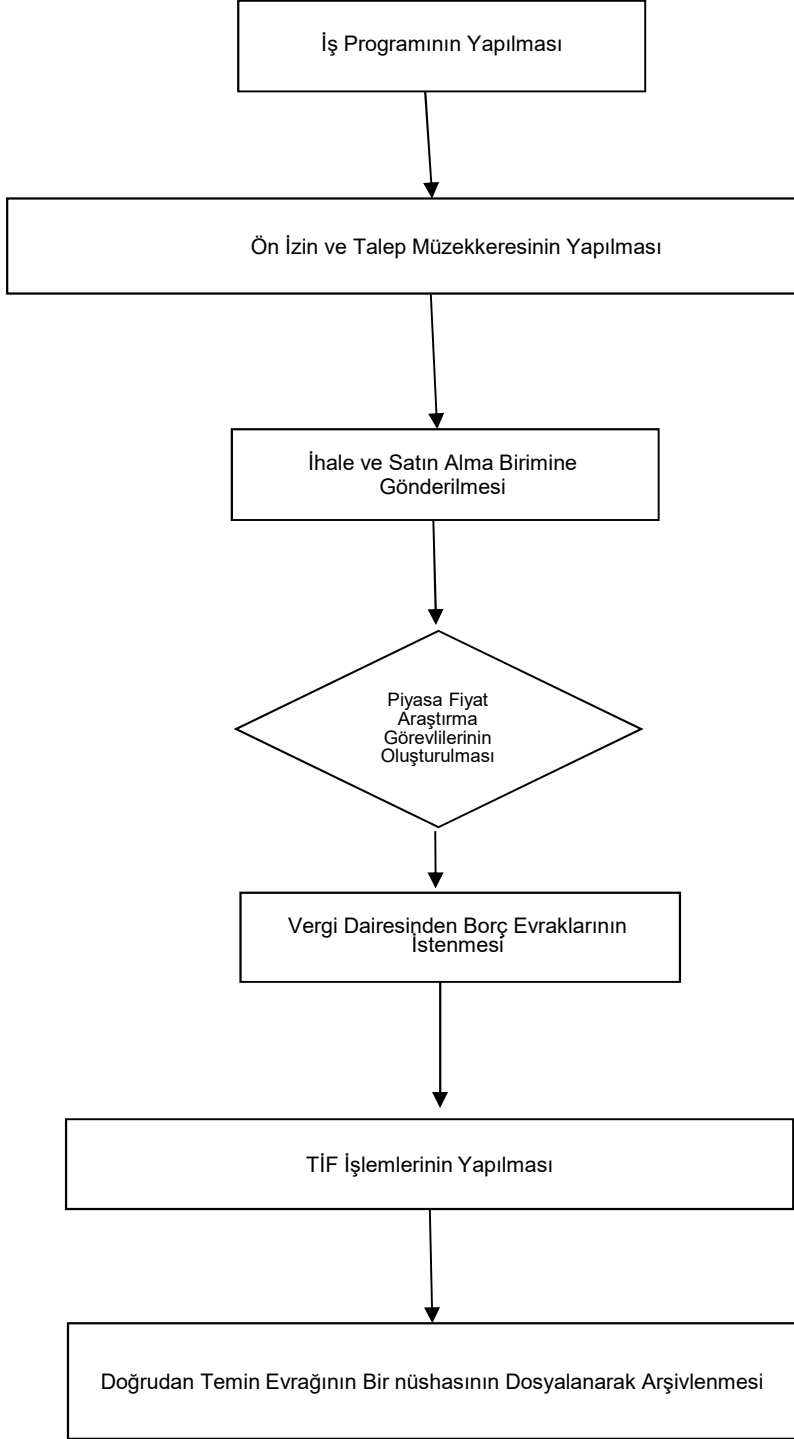 İş Programının Yapılması
Ön İzin ve Talep Müzekkeresinin Yapılması
İhale ve Satın Alma Birimine
Gönderilmesi
Piyasa Fiyat
Araştırma
Görevlilerinin
Oluşturulması
Vergi Dairesinden Borç Evraklarının
İstenmesi
TİF İşlemlerinin Yapılması
Doğrudan Temin Evrağının Bir nüshasının Dosyalanarak Arşivlenmesi